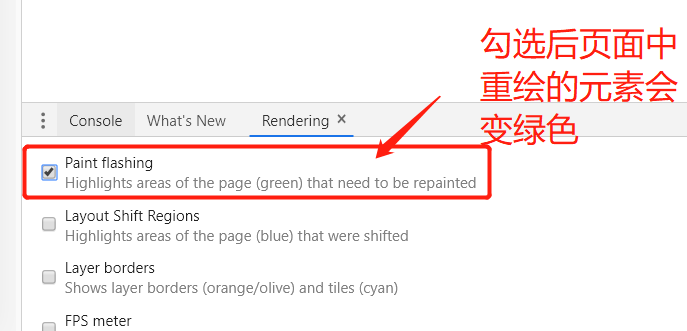 勾选后页面中
重绘的元素会
变绿色
Console What's New Rendering ×
Paint flashing
Highlights areas of the page (green) that need to be repainted
Layout Shift Regions
Highlights areas of the page (blue) that were shifted
Layer borders
Shows layer borders (orange/olive) and tiles (cyan)
FPS meter